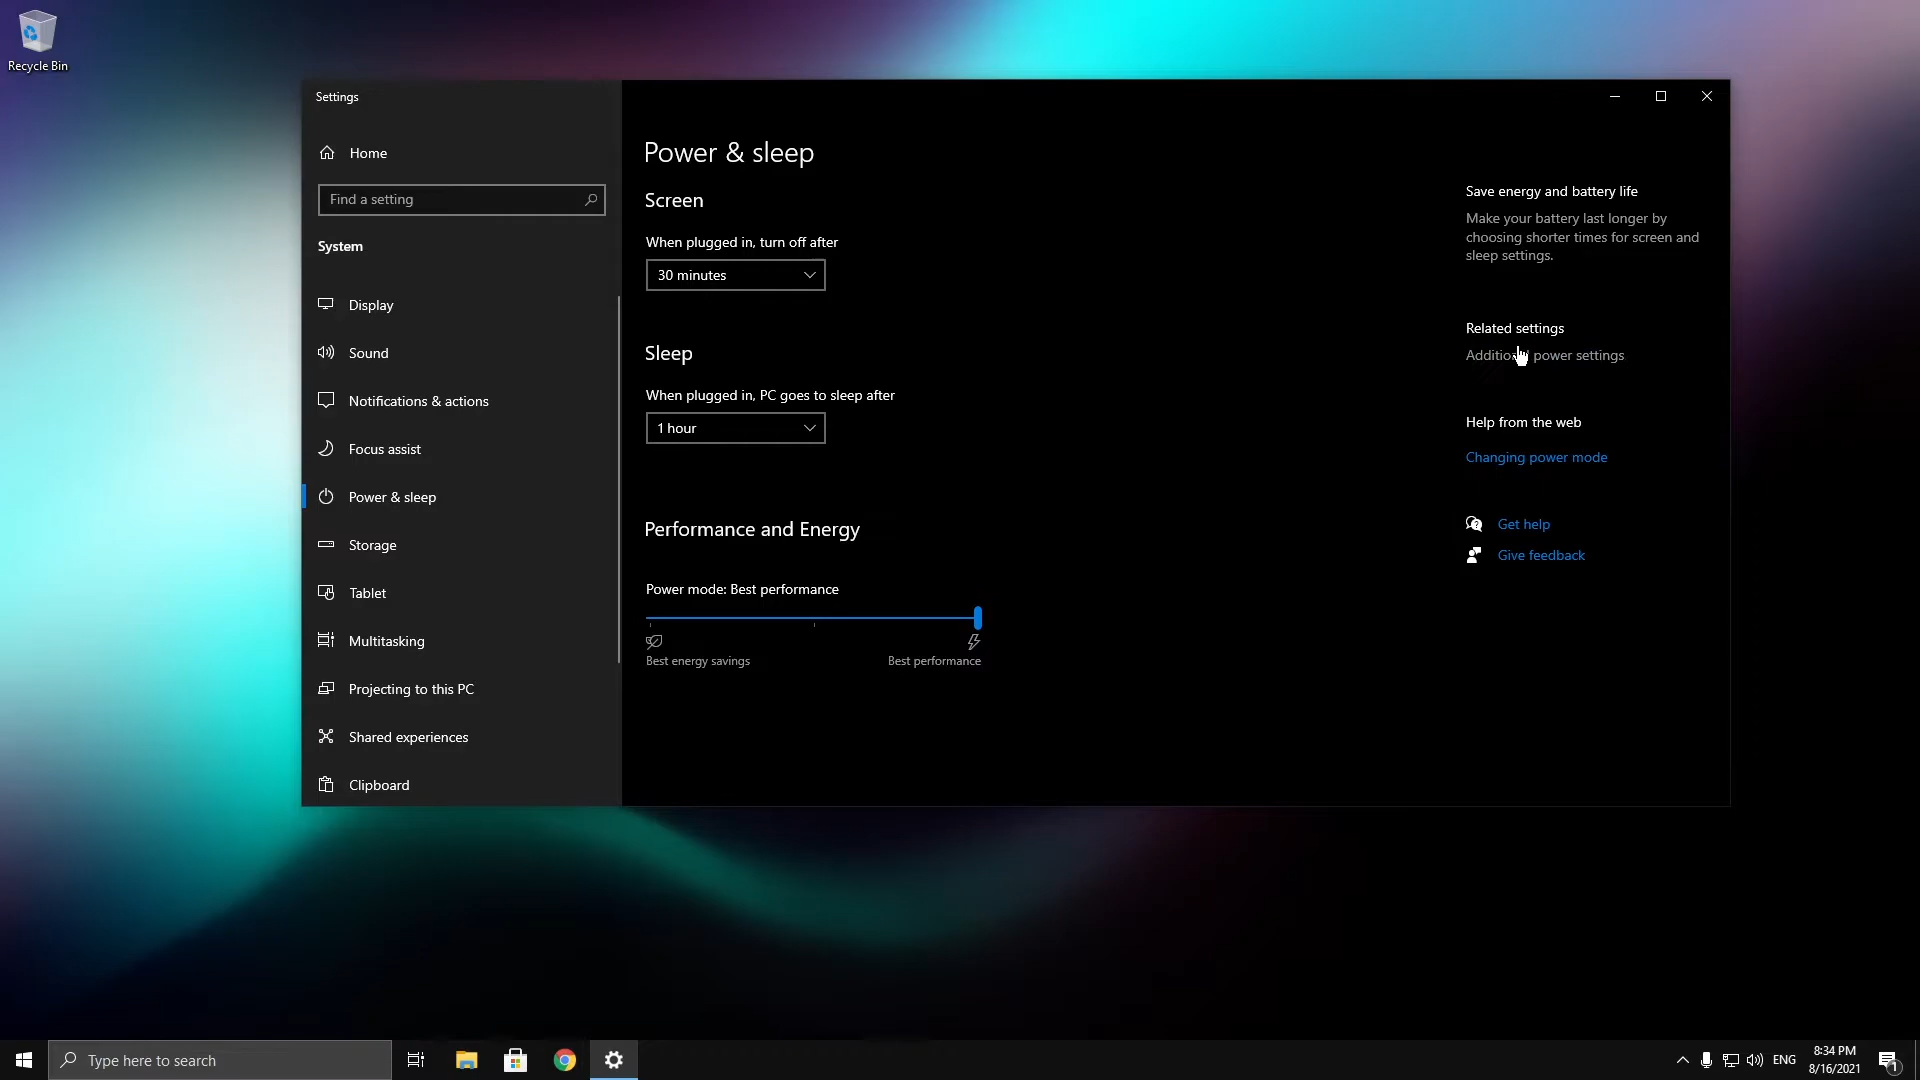 Recycle Bin
Settings
Home
Find a setting
System
Display
Sound
Notifications & actions
Focus assist
Power & sleep
Storage
Tablet
Multitasking
Projecting to this PC
Shared experiences
Clipboard
Power & sleep
Screen
When plugged in, turn off after
30 minutes
Sleep
When plugged in, PC goes to sleep after
1 hour
Performance and Energy
Power mode: Best performance
Best energy savings
Best performance
Save energy and battery life
Make your battery last longer by
choosing shorter times for screen and
sleep settings.
Related settings
Additional power settings
Help from the web
Changing power mode
Get help
Give feedback
Type here to search
ENG
8:34 PM
8/16/2021
1